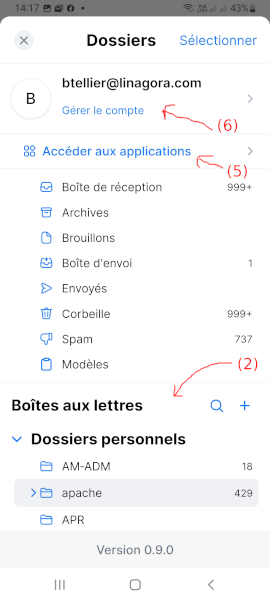 14:17 43%
Dossiers Sélectionner
B
btellier@linagora.com
Gérer le compte
(6)
Accéder aux applications
(5)
Boîte de réception 999+
Archives
Brouillons
Boîte d'envoi 1
Envoyés
Corbeille 999+
Spam 737
Modèles
(2)
Boîtes aux lettres
Dossiers personnels
AM-ADM 18
apache 429
APR
Version 0.9.0